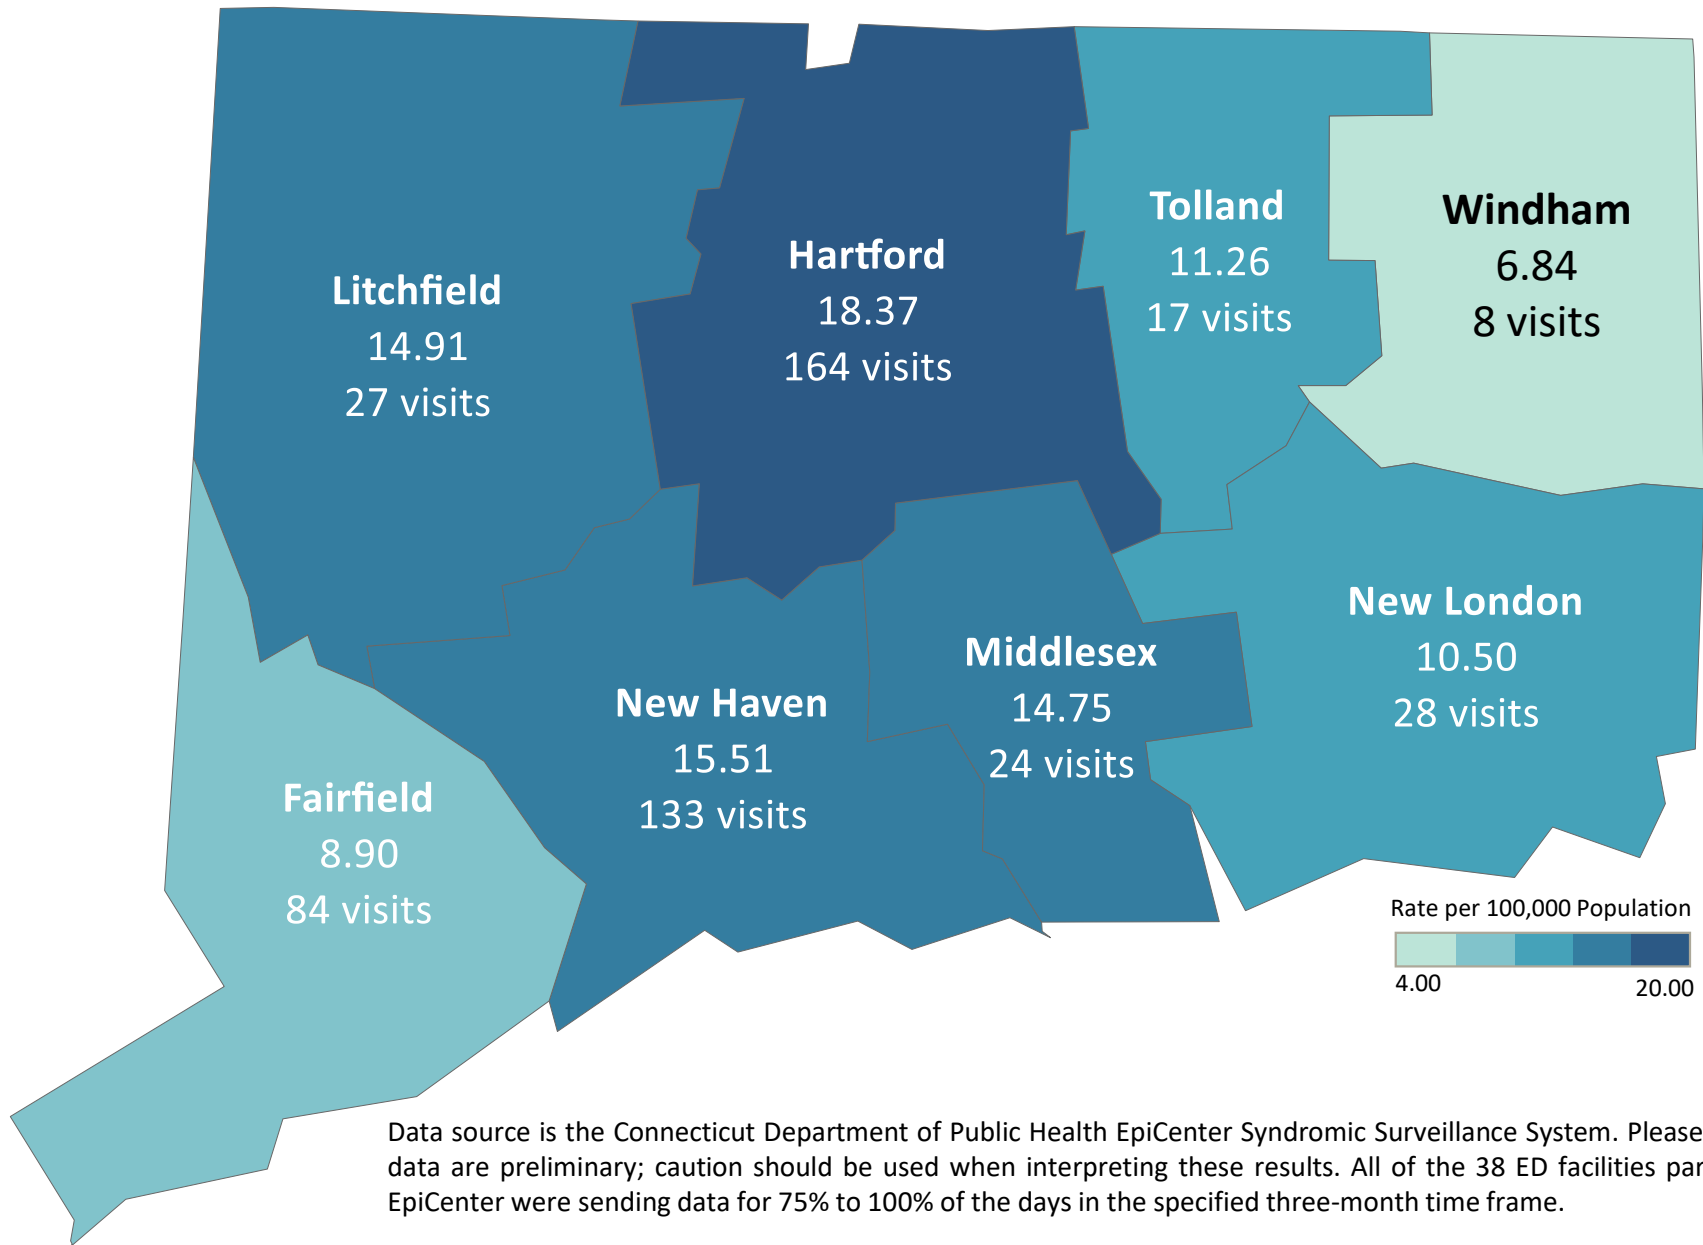 Litchfield
14.91
27 visits
Hartford
18.37
164 visits
Tolland
11.26
17 visits
Windham
6.84
8 visits
Fairfield
8.90
84 visits
New Haven
15.51
133 visits
Middlesex
14.75
24 visits
New London
10.50
28 visits
Rate per 100,000 Population
4.00
20.00
Data source is the Connecticut Department of Public Health EpiCenter Syndromic Surveillance System. Please
data are preliminary; caution should be used when interpreting these results. All of the 38 ED facilities par
EpiCenter were sending data for 75% to 100% of the days in the specified three-month time frame.